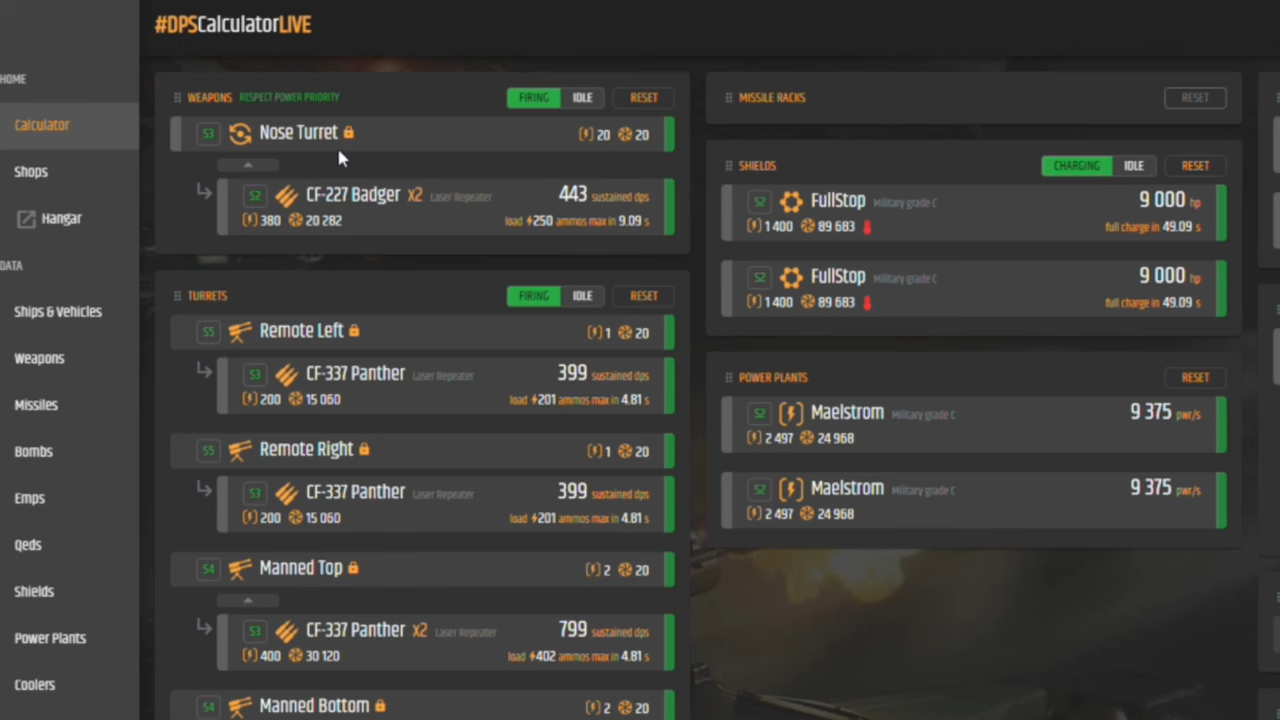 #DPSCalculatorLIVE
HOME
Calculator
Shops
Hangar
DATA
Ships & Vehicles
Weapons
Missiles
Bombs
Emps
Qeds
Shields
Power Plants
Coolers
WEAPONS RESPECT POWER PRIORITY FIRING IDLE RESET
S3 Nose Turret 20 20
S2 CF-227 Badger x2 Laser Repeater 443 sustained dps
380 20 282 load 250 ammos max in 9.09 s
TURRETS FIRING IDLE RESET
S5 Remote Left 1 20
S3 CF-337 Panther Laser Repeater 399 sustained dps
200 15 060 load 201 ammos max in 4.81 s
S5 Remote Right 1 20
S3 CF-337 Panther Laser Repeater 399 sustained dps
200 15 060 load 201 ammos max in 4.81 s
S4 Manned Top 2 20
S3 CF-337 Panther x2 Laser Repeater 799 sustained dps
400 30 120 load 402 ammos max in 4.81 s
S4 Manned Bottom 2 20
MISSILE RACKS RESET
SHIELDS CHARGING IDLE RESET
S2 FullStop Military grade C 9 000 hp
1 400 89 683 full charge in 49.09 s
S2 FullStop Military grade C 9 000 hp
1 400 89 683 full charge in 49.09 s
POWER PLANTS RESET
S2 Maelstrom Military grade C 9 375 pwr/s
2 497 24 968
S2 Maelstrom Military grade C 9 375 pwr/s
2 497 24 968